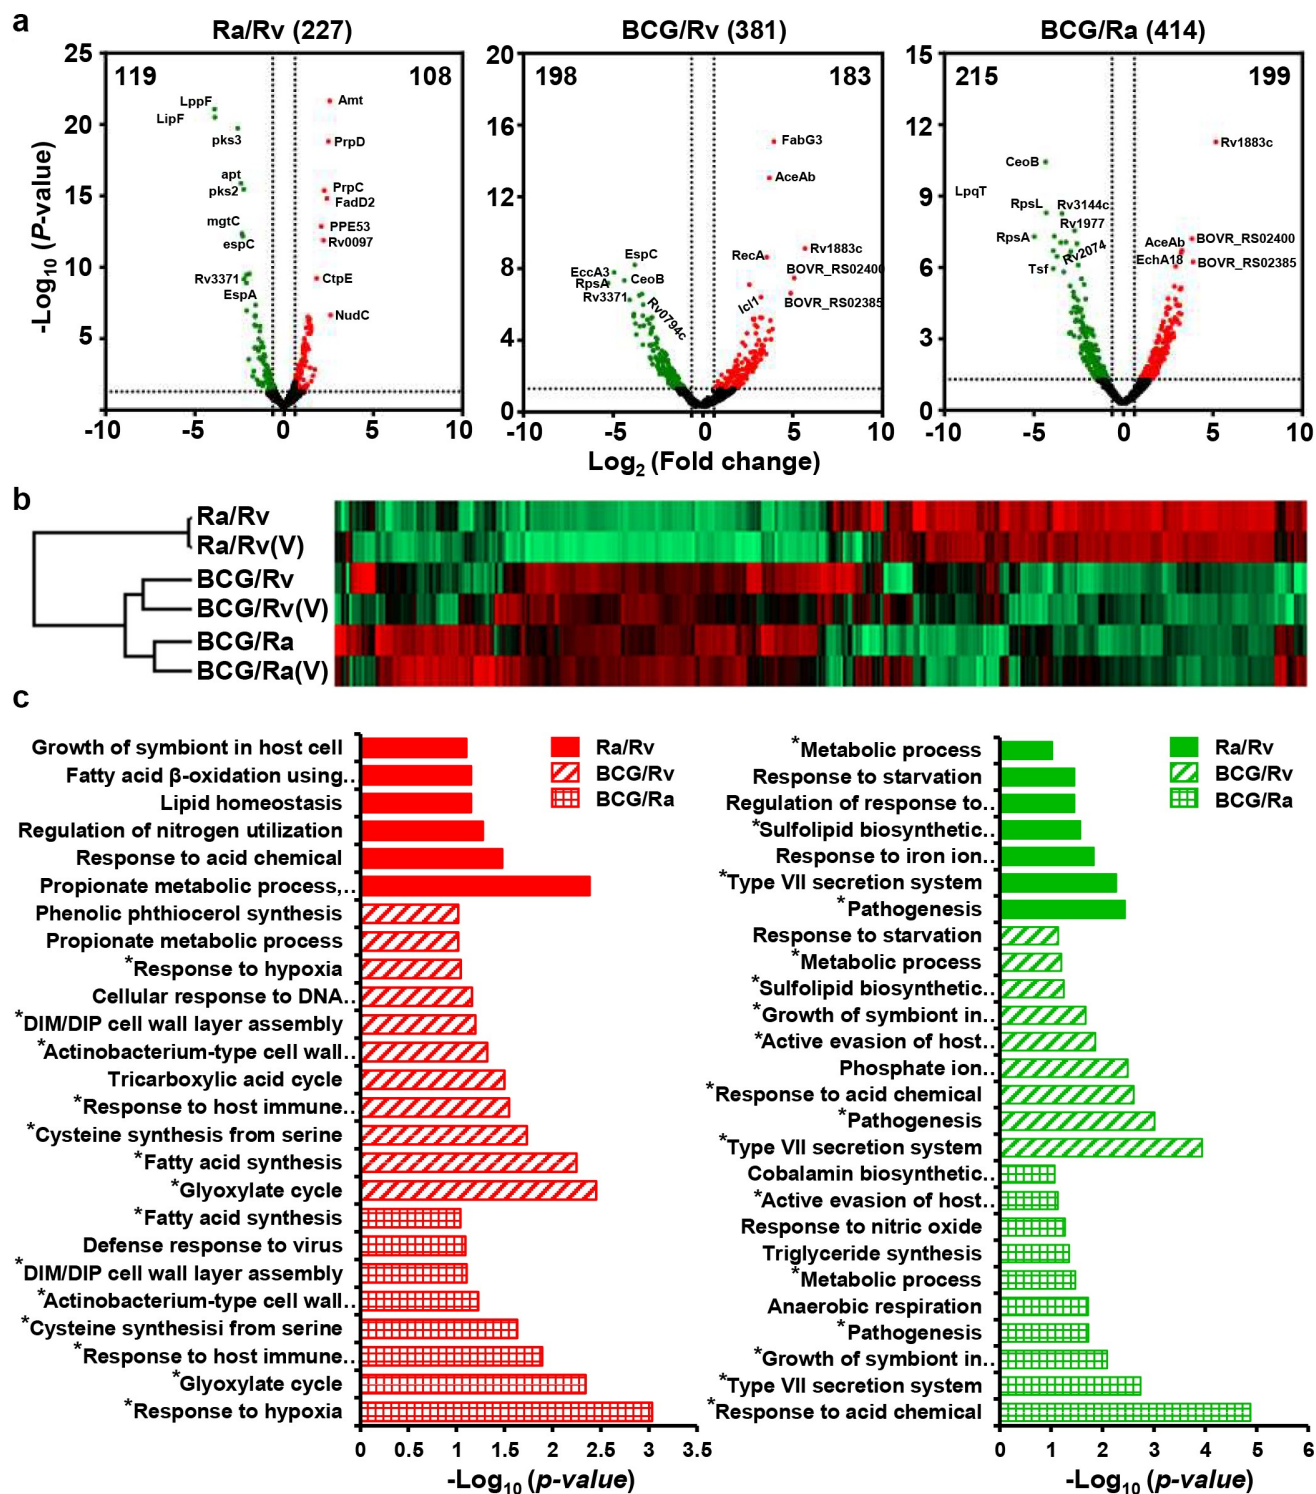 a
Ra/Rv (227)
BCG/Rv (381)
BCG/Ra (414)
-Log10 (P-value)
25
20
15
10
5
119
108
LppF
LipF
pks3
apt
pks2
mgtC
espC
Rv3371
EspA
Amt
PrpD
PrpC
FadD2
PPE53
Rv0097
CtpE
NudC
-10
-5
0
5
10
20
16
12
8
4
0
198
183
FabG3
AceAb
Rv1883c
RecA
BOVR_RS02400
BOVR_RS02385
Icl1
EspC
EccA3
CeoB
RpsA
Rv3371
Rv0794c
-10
-5
0
5
10
15
12
9
6
3
0
215
199
Rv1883c
CeoB
LpqT
RpsL
Rv3144c
Rv1977
RpsA
Rv2074
Tsf
AceAb
BOVR_RS02400
EchA18
BOVR_RS02385
-10
-5
0
5
10
Log2 (Fold change)
b
Ra/Rv
Ra/Rv(V)
BCG/Rv
BCG/Rv(V)
BCG/Ra
BCG/Ra(V)
c
Growth of symbiont in host cell
Fatty acid β-oxidation using..
Lipid homeostasis
Regulation of nitrogen utilization
Response to acid chemical
Propionate metabolic process,..
Phenolic phthiocerol synthesis
Propionate metabolic process
*Response to hypoxia
Cellular response to DNA..
*DIM/DIP cell wall layer assembly
*Actinobacterium-type cell wall..
Tricarboxylic acid cycle
*Response to host immune..
*Cysteine synthesis from serine
*Fatty acid synthesis
*Glyoxylate cycle
*Fatty acid synthesis
Defense response to virus
*DIM/DIP cell wall layer assembly
*Actinobacterium-type cell wall..
*Cysteine synthesisi from serine
*Response to host immune..
*Glyoxylate cycle
*Response to hypoxia
Ra/Rv
BCG/Rv
BCG/Ra
0 0.5 1 1.5 2 2.5 3 3.5
-Log10 (p-value)
*Metabolic process
Response to starvation
Regulation of response to..
*Sulfolipid biosynthetic..
Response to iron ion..
*Type VII secretion system
*Pathogenesis
Response to starvation
*Metabolic process
*Sulfolipid biosynthetic..
*Growth of symbiont in..
*Active evasion of host..
Phosphate ion..
*Response to acid chemical
*Pathogenesis
*Type VII secretion system
Cobalamin biosynthetic..
*Active evasion of host..
Response to nitric oxide
Triglyceride synthesis
*Metabolic process
Anaerobic respiration
*Pathogenesis
*Growth of symbiont in..
*Type VII secretion system
*Response to acid chemical
Ra/Rv
BCG/Rv
BCG/Ra
0 1 2 3 4 5 6
-Log10 (p-value)